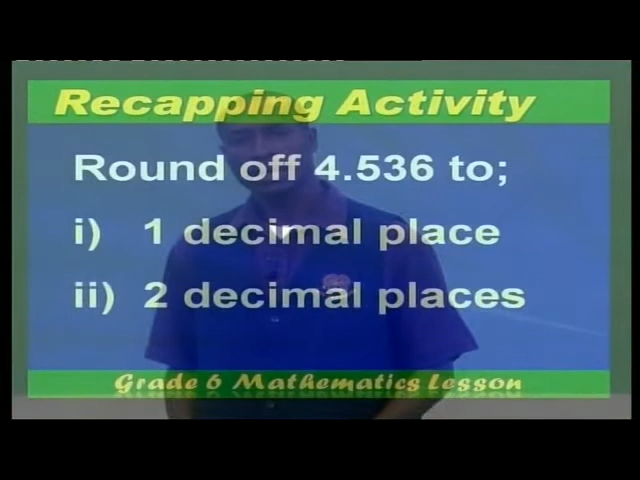 Recapping Activity
Round off 4.536 to;
i) 1 decimal place
ii) 2 decimal places
Grade 6 Mathematics Lesson